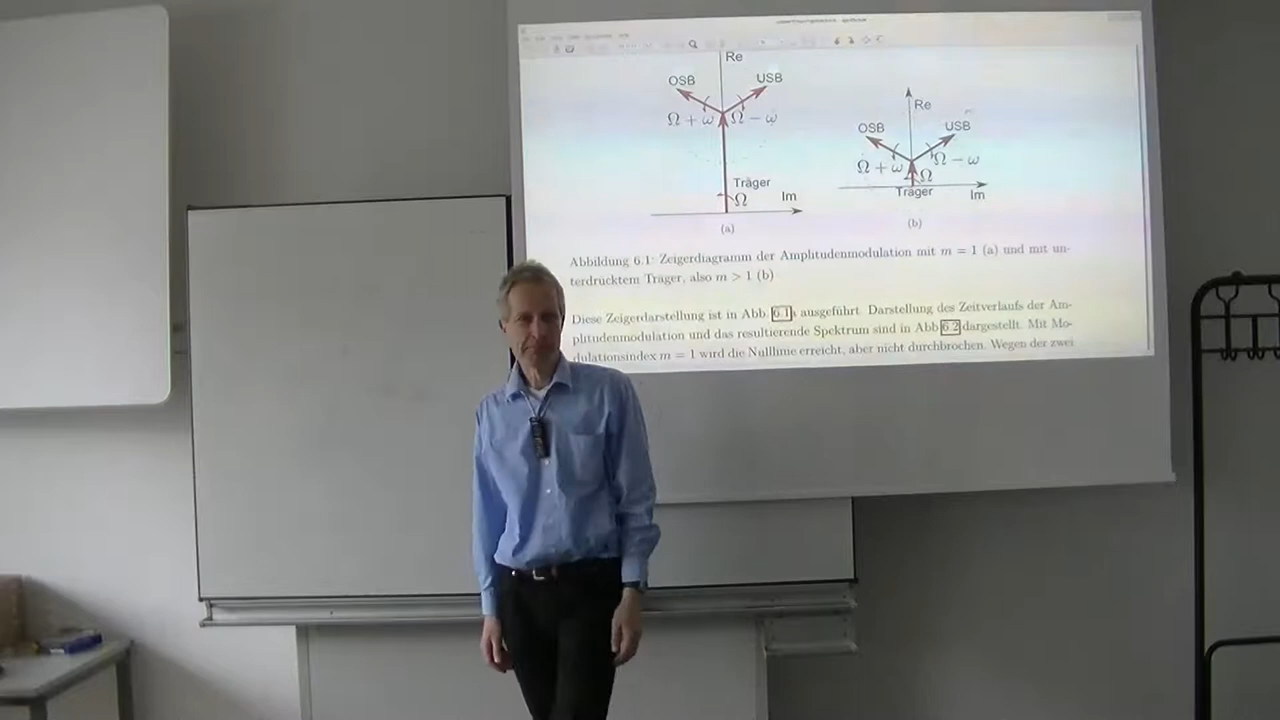 Re
OSB
USB
Ω + ω
Ω − ω
Träger
Ω
Im
(a)
Re
OSB
USB
Ω + ω
Ω − ω
Ω
Träger
Im
(b)
Abbildung 6.1: Zeigerdiagramm der Amplitudenmodulation mit m = 1 (a) und mit un-
terdrücktem Träger, also m > 1 (b)
Diese Zeigerdarstellung ist in Abb. 6.1a ausgeführt. Darstellung des Zeitverlaufs der Am-
plitudenmodulation und das resultierende Spektrum sind in Abb 6.2 dargestellt. Mit Mo-
dulationsindex m = 1 wird die Nulllinie erreicht, aber nicht durchbrochen. Wegen der zwei